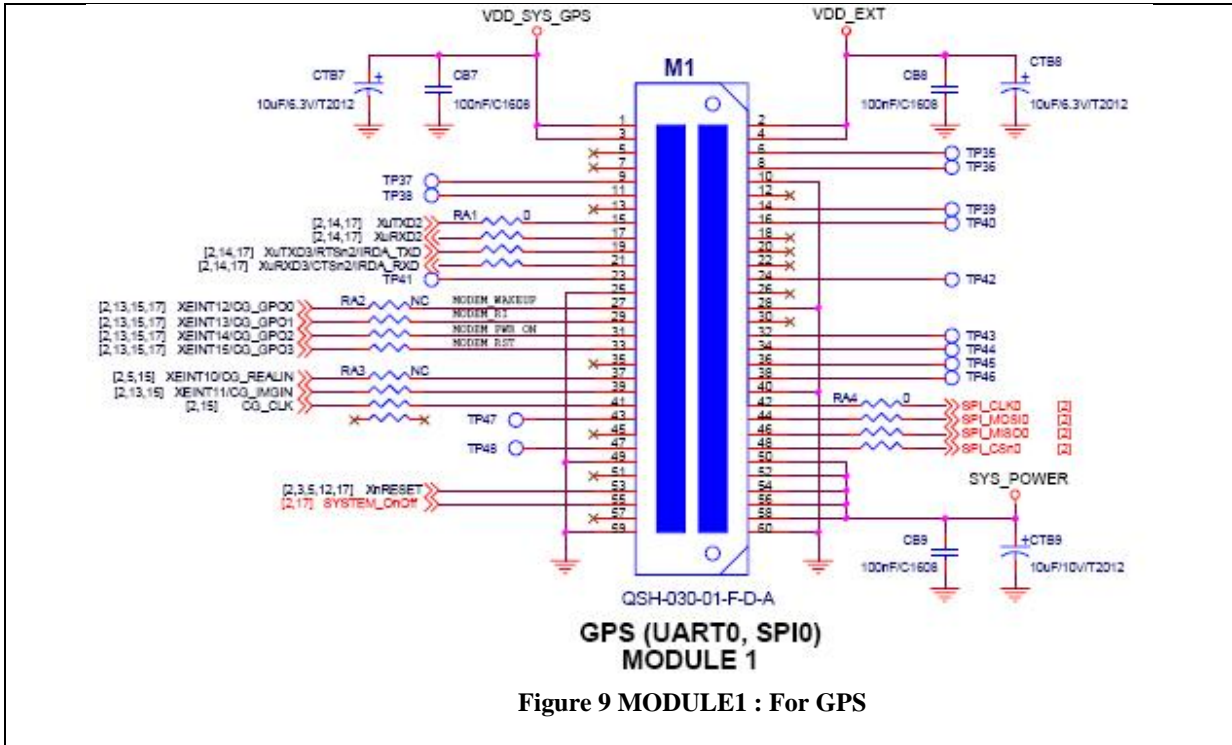 VDD_SYS_GPS
VDD_EXT
CTB7
+
10uF/6.3V/T2012
CB7
100nF/C1608
M1
CB8
100nF/C1608
CTB8
+
10uF/6.3V/T2012
1
3
5
7
9
11
13
15
17
19
21
23
25
27
29
31
33
35
37
39
41
43
45
47
49
51
53
55
57
59
2
4
6
8
10
12
14
16
18
20
22
24
26
28
30
32
34
36
38
40
42
44
46
48
50
52
54
56
58
60
TP37
TP38
[2,14,17] XuTXD2
RA1 0
[2,14,17] XuRXD2
[2,14,17] XuTXD3/RTSn2/IRDA_TXD
[2,14,17] XuRXD3/CTSn2/IRDA_RXD
TP41
[2,13,15,17] XEINT12/CG_GPO0
RA2 NC
MODEM_WAKEUP
[2,13,15,17] XEINT13/CG_GPO1
MODEM_RI
[2,13,15,17] XEINT14/CG_GPO2
MODEM_PWR_ON
[2,13,15,17] XEINT15/CG_GPO3
MODEM_RST
[2,5,15] XEINT10/CG_REALIN
RA3 NC
[2,13,15] XEINT11/CG_IMGIN
[2,15] CG_CLK
TP47
TP48
[2,3,5,12,17] XnRESET
[2,17] SYSTEM_OnOff
TP35
TP36
TP39
TP40
TP42
TP43
TP44
TP45
TP46
RA4 0
SPI_CLK0 [2]
SPI_MOSI0 [2]
SPI_MISO0 [2]
SPI_CSn0 [2]
SYS_POWER
CB9
100nF/C1608
CTB9
+
10uF/10V/T2012
QSH-030-01-F-D-A
GPS (UART0, SPI0)
MODULE 1
Figure 9 MODULE1 : For GPS